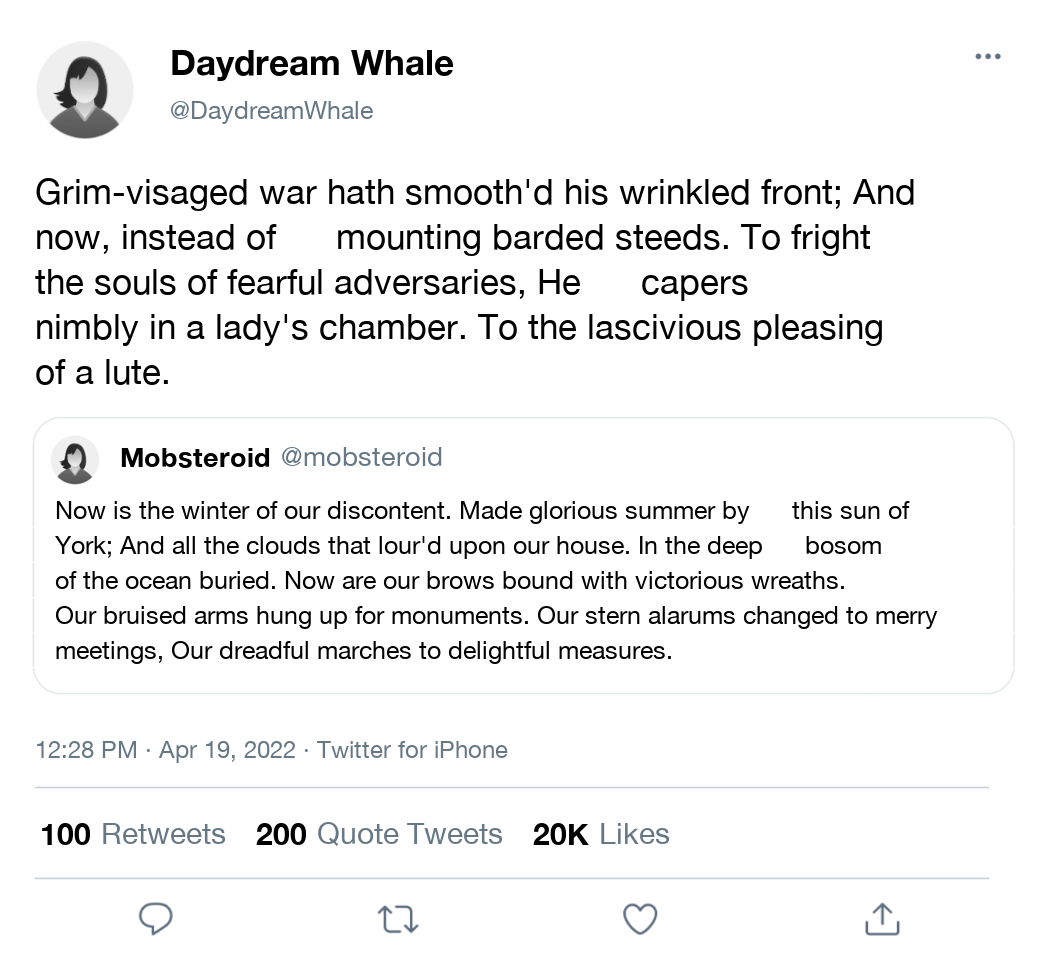 Daydream Whale
@DaydreamWhale
Grim-visaged war hath smooth'd his wrinkled front; And
now, instead of mounting barded steeds. To fright
the souls of fearful adversaries, He capers
nimbly in a lady's chamber. To the lascivious pleasing
of a lute.
Mobsteroid @mobsteroid
Now is the winter of our discontent. Made glorious summer by this sun of
York; And all the clouds that lour'd upon our house. In the deep bosom
of the ocean buried. Now are our brows bound with victorious wreaths.
Our bruised arms hung up for monuments. Our stern alarums changed to merry
meetings, Our dreadful marches to delightful measures.
12:28 PM · Apr 19, 2022 · Twitter for iPhone
100 Retweets 200 Quote Tweets 20K Likes